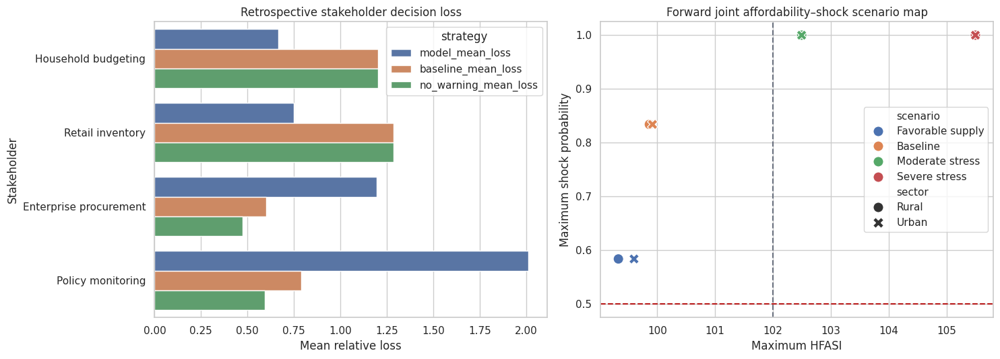 Retrospective stakeholder decision loss
Stakeholder
Household budgeting
Retail inventory
Enterprise procurement
Policy monitoring
strategy
model_mean_loss
baseline_mean_loss
no_warning_mean_loss
0.00 0.25 0.50 0.75 1.00 1.25 1.50 1.75 2.00
Mean relative loss
Forward joint affordability–shock scenario map
Maximum shock probability
1.0
0.9
0.8
0.7
0.6
0.5
scenario
Favorable supply
Baseline
Moderate stress
Severe stress
sector
Rural
Urban
100 101 102 103 104 105
Maximum HFASI